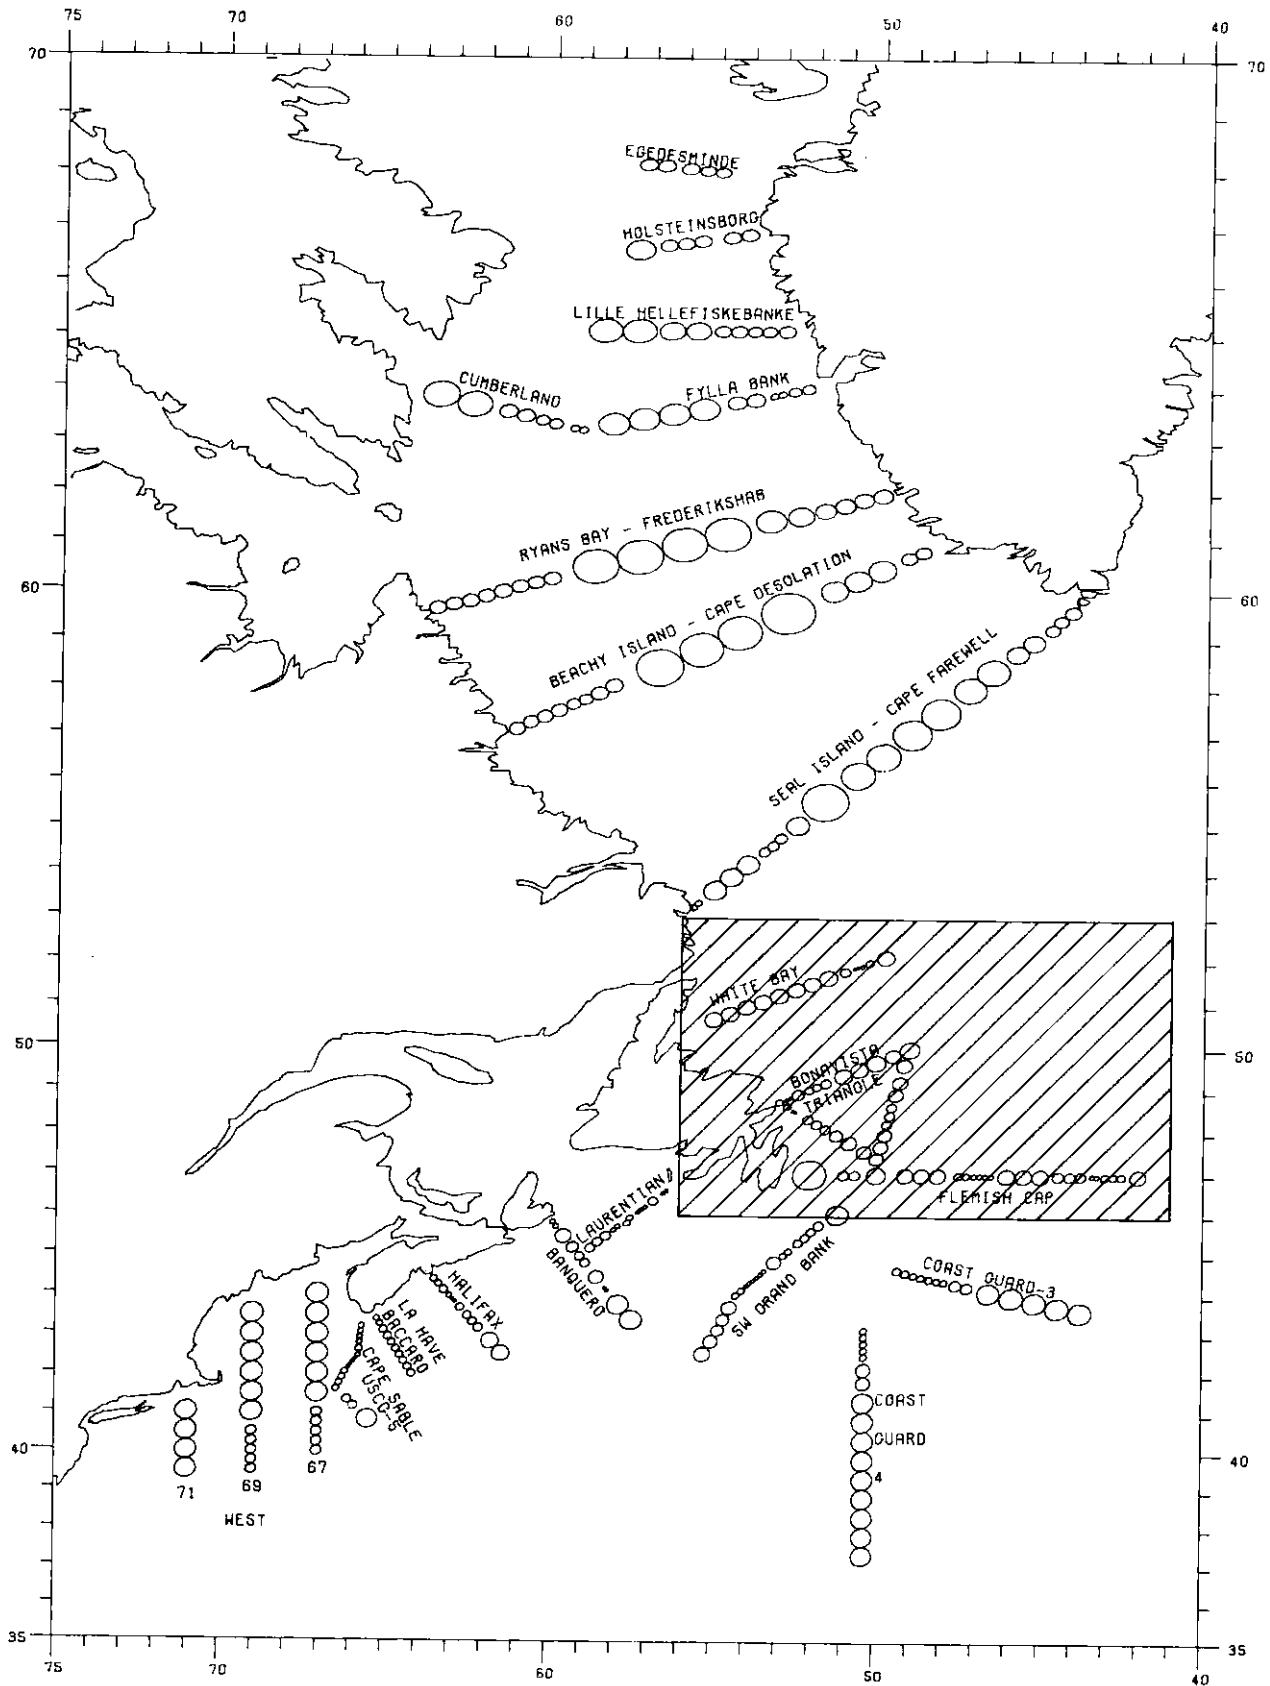 75 70 60 50 40
70 70
EGEDESMINDE
HOLSTEINSBORG
LILLE HELLEFISKEBANKE
CUMBERLAND
FYLLA BANK
RYANS BAY - FREDERIKSHAB
60 60
BEACHY ISLAND - CAPE DESOLATION
SEAL ISLAND - CAPE FAREWELL
WHITE BAY
50 50
BONAVISTA
TRIANGLE
FLEMISH CAP
LAURENTIAN
BANQUERO
SW GRAND BANK
COAST GUARD-3
HALIFAX
LA HAVE
BACCARO
CAPE SABLE
USCG-5
COAST
GUARD
4
40 40
71 69 67
WEST
35 35
75 70 60 50 40